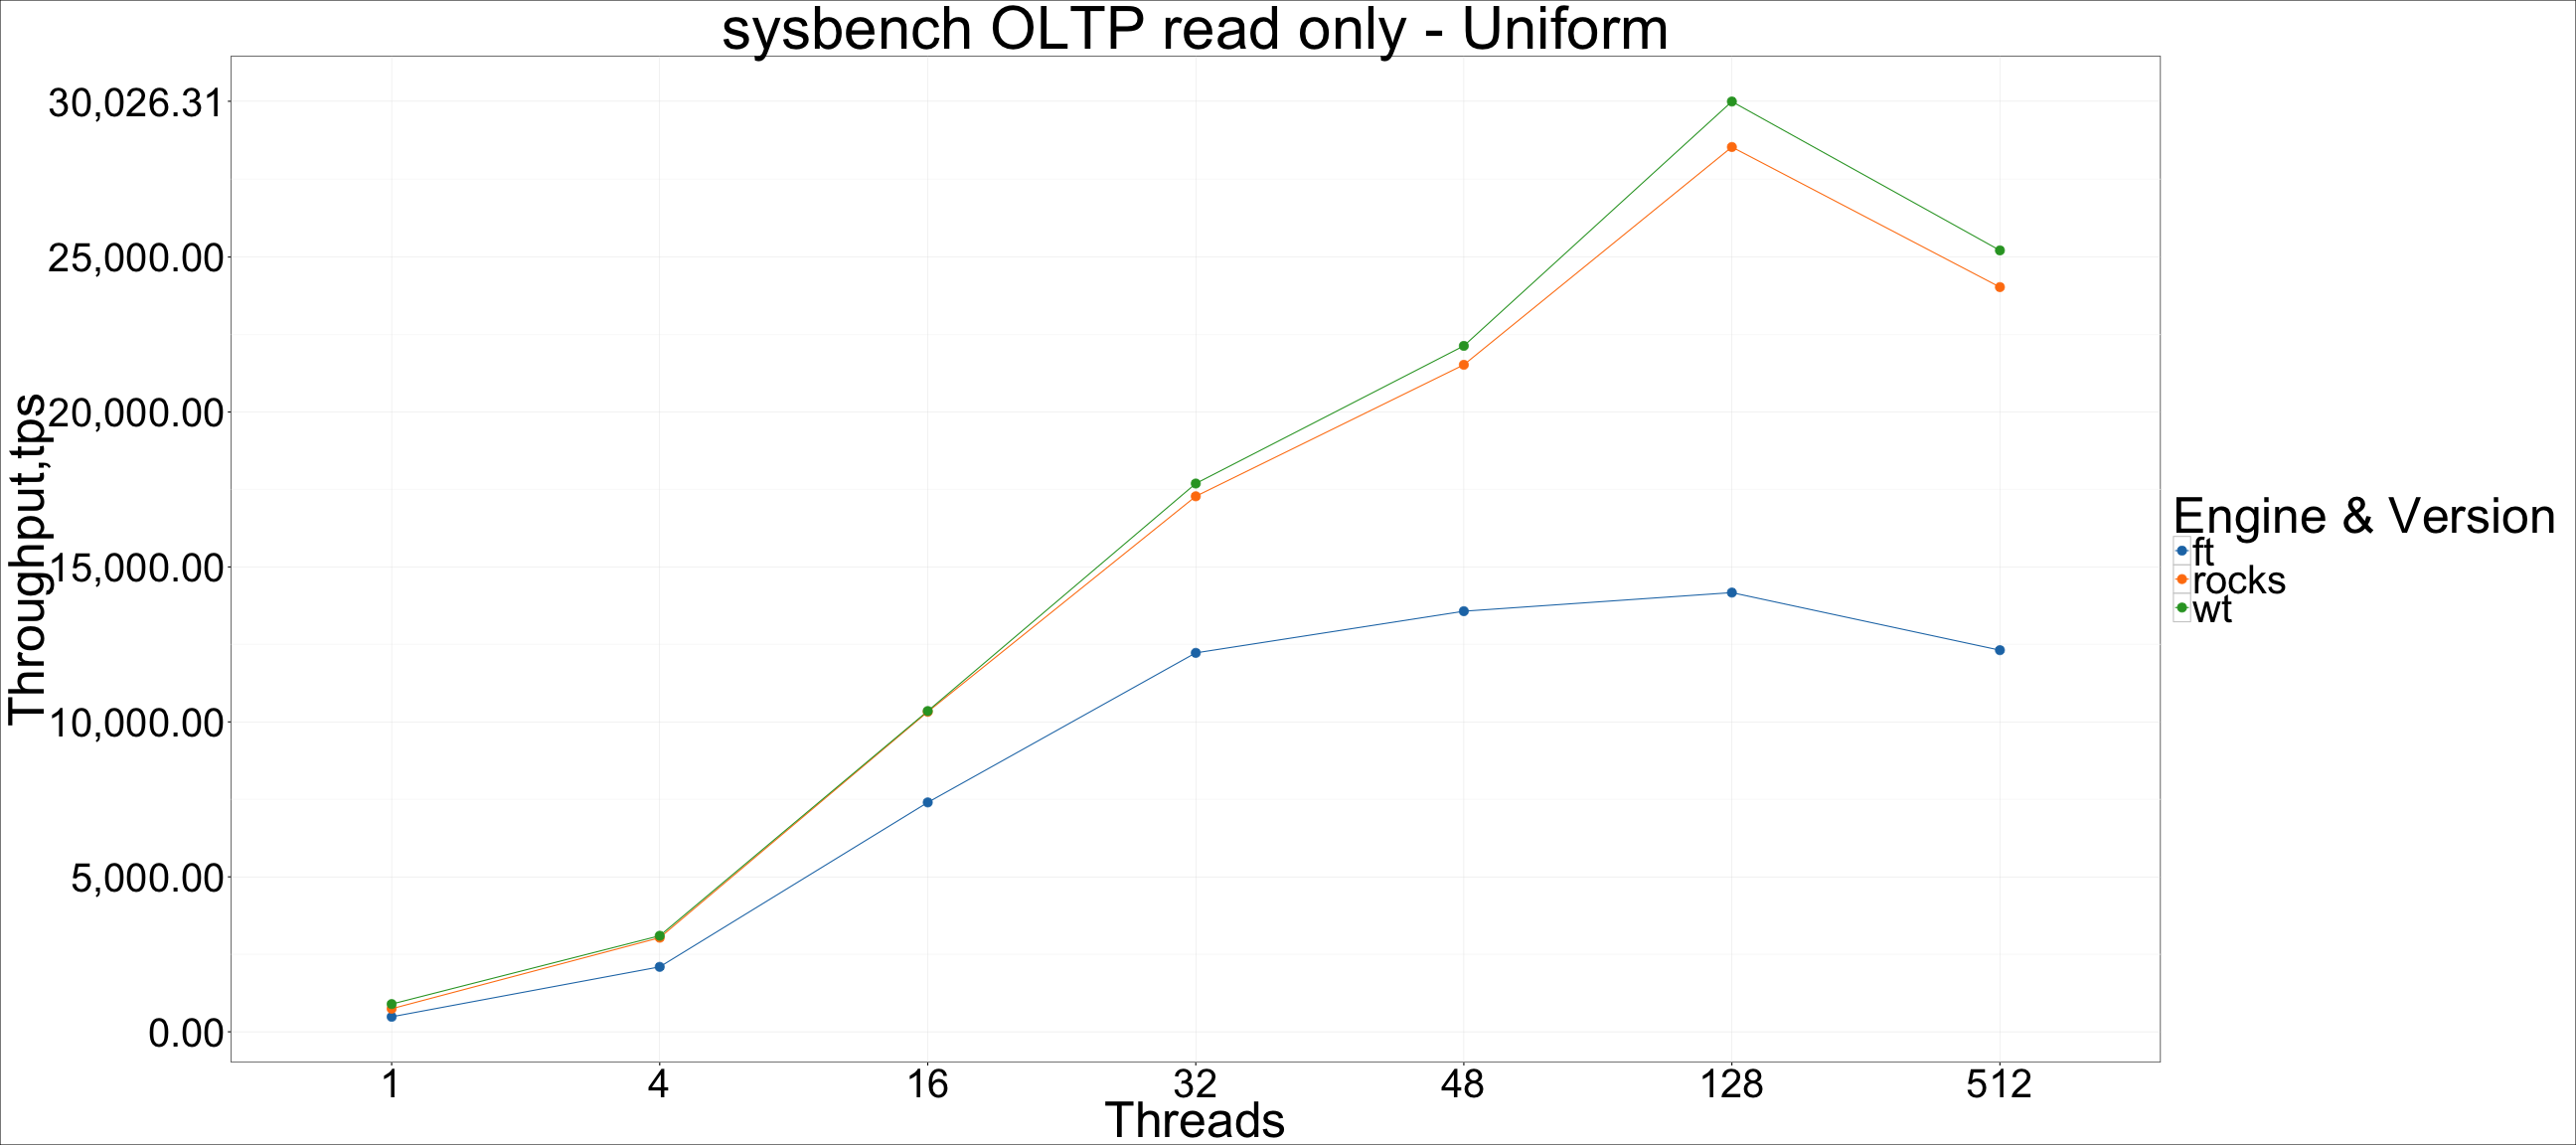 sysbench OLTP read only - Uniform
30,026.31
25,000.00
20,000.00
15,000.00
10,000.00
5,000.00
0.00
Throughput,tps
1 4 16 32 48 128 512
Threads
Engine & Version
ft
rocks
wt